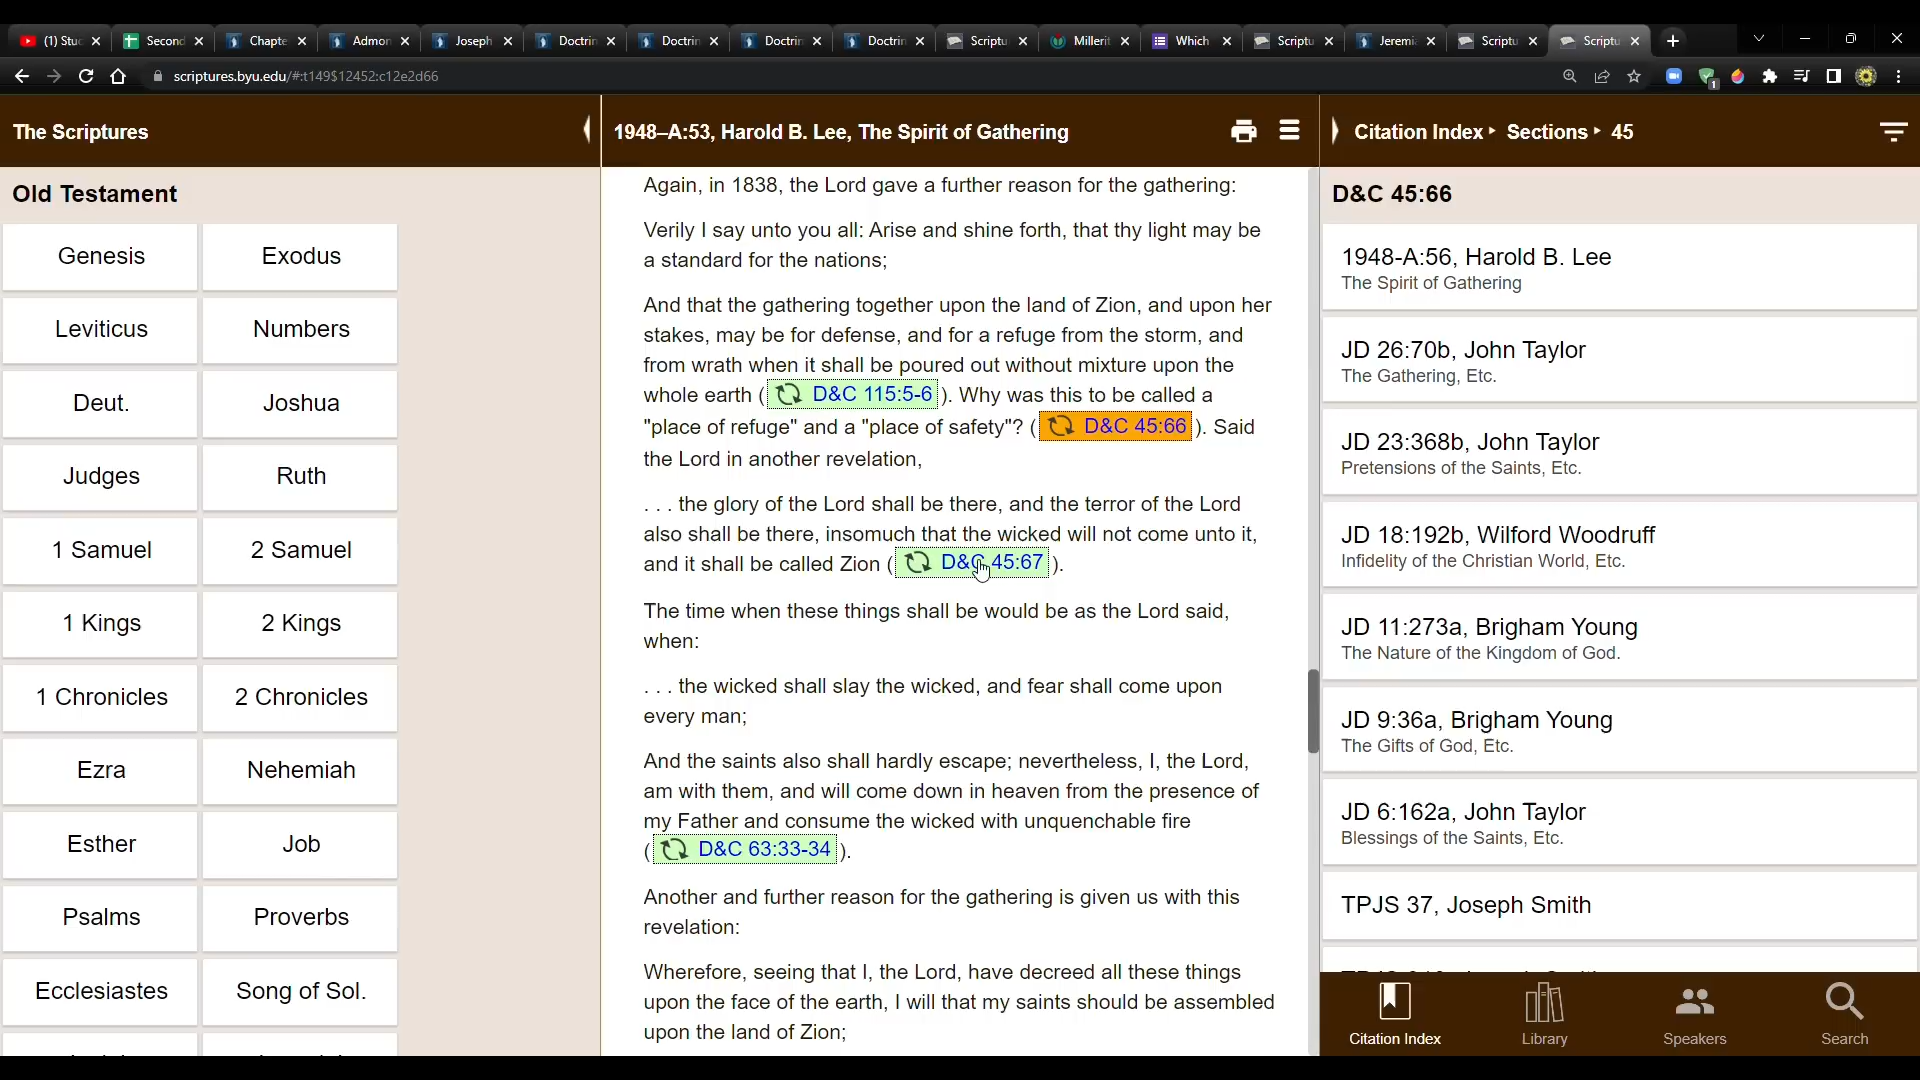 (1) Stuc
Second
Chapte
Admon
Joseph
Doctrin
Doctrin
Doctrin
Doctrin
Scriptu
Millerit
Which
Scriptu
Jeremia
Scriptu
Scriptu
scriptures.byu.edu/#:t149$12452:c12e2d66
1
The Scriptures
1948–A:53, Harold B. Lee, The Spirit of Gathering
Citation Index Sections 45
Old Testament
Genesis
Exodus
Leviticus
Numbers
Deut.
Joshua
Judges
Ruth
1 Samuel
2 Samuel
1 Kings
2 Kings
1 Chronicles
2 Chronicles
Ezra
Nehemiah
Esther
Job
Psalms
Proverbs
Ecclesiastes
Song of Sol.
Again, in 1838, the Lord gave a further reason for the gathering:
Verily I say unto you all: Arise and shine forth, that thy light may be
a standard for the nations;
And that the gathering together upon the land of Zion, and upon her
stakes, may be for defense, and for a refuge from the storm, and
from wrath when it shall be poured out without mixture upon the
whole earth ( D&C 115:5-6 ). Why was this to be called a
"place of refuge" and a "place of safety"? ( D&C 45:66 ). Said
the Lord in another revelation,
. . . the glory of the Lord shall be there, and the terror of the Lord
also shall be there, insomuch that the wicked will not come unto it,
and it shall be called Zion ( D&C 45:67 ).
The time when these things shall be would be as the Lord said,
when:
. . . the wicked shall slay the wicked, and fear shall come upon
every man;
And the saints also shall hardly escape; nevertheless, I, the Lord,
am with them, and will come down in heaven from the presence of
my Father and consume the wicked with unquenchable fire
( D&C 63:33-34 ).
Another and further reason for the gathering is given us with this
revelation:
Wherefore, seeing that I, the Lord, have decreed all these things
upon the face of the earth, I will that my saints should be assembled
upon the land of Zion;
D&C 45:66
1948-A:56, Harold B. Lee
The Spirit of Gathering
JD 26:70b, John Taylor
The Gathering, Etc.
JD 23:368b, John Taylor
Pretensions of the Saints, Etc.
JD 18:192b, Wilford Woodruff
Infidelity of the Christian World, Etc.
JD 11:273a, Brigham Young
The Nature of the Kingdom of God.
JD 9:36a, Brigham Young
The Gifts of God, Etc.
JD 6:162a, John Taylor
Blessings of the Saints, Etc.
TPJS 37, Joseph Smith
Citation Index
Library
Speakers
Search